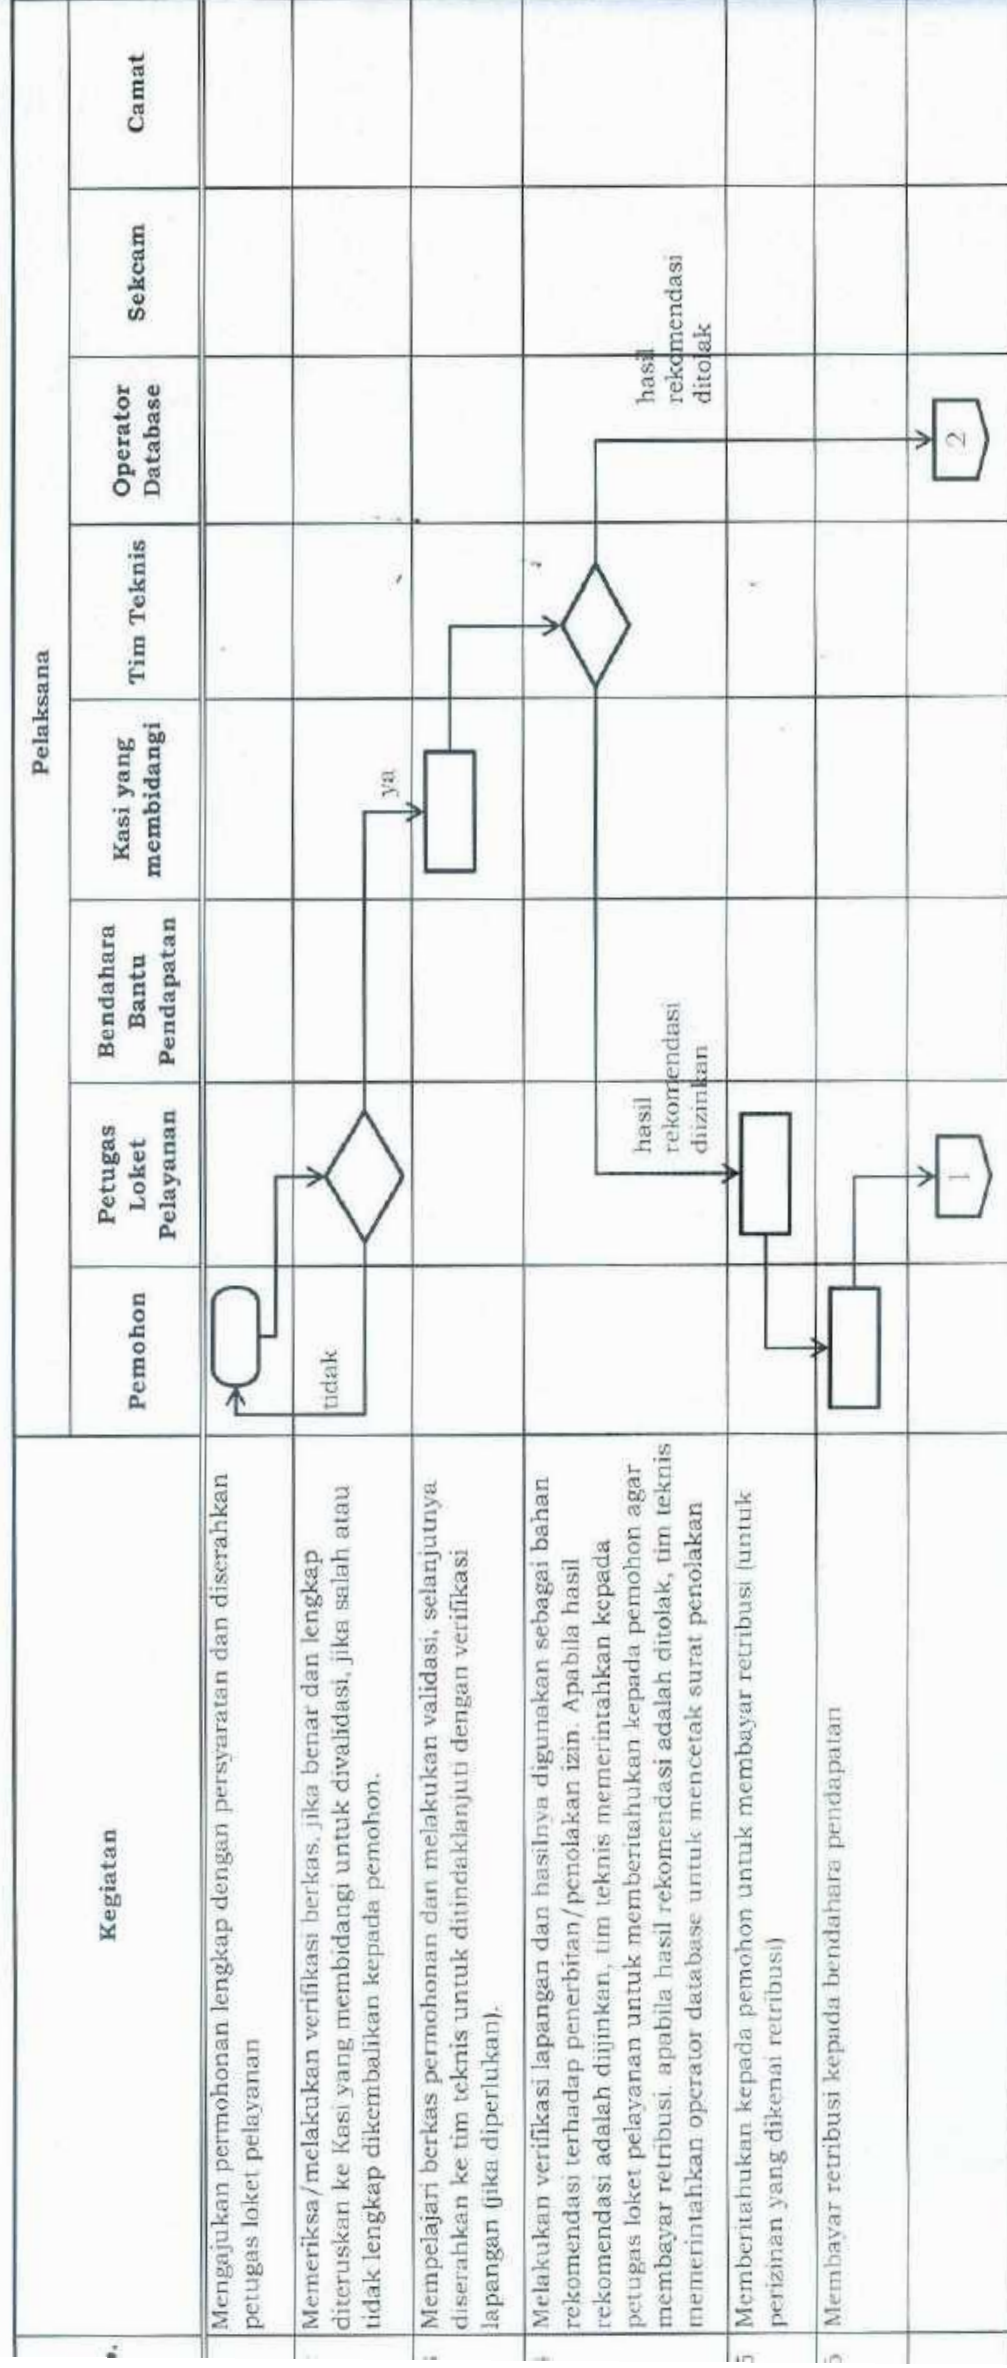 Kegiatan
Pelaksana
Pemohon
Petugas
Loket
Pelayanan
Bendahara
Bantu
Pendapatan
Kasi yang
membidangi
Tim Teknis
Operator
Database
Sekcam
Camat
Mengajukan permohonan lengkap dengan persyaratan dan diserahkan
petugas loket pelayanan
Memeriksa/melakukan verifikasi berkas, jika benar dan lengkap
diteruskan ke Kasi yang membidangi untuk divalidasi, jika salah atau
tidak lengkap dikembalikan kepada pemohon.
tidak
ya
Mempelajari berkas permohonan dan melakukan validasi, selanjutnya
diserahkan ke tim teknis untuk ditindaklanjuti dengan verifikasi
lapangan (jika diperlukan).
Melakukan verifikasi lapangan dan hasilnya digunakan sebagai bahan
rekomendasi terhadap penerbitan/penolakan izin. Apabila hasil
rekomendasi adalah diijinkan, tim teknis memerintahkan kepada
petugas loket pelayanan untuk memberitahukan kepada pemohon agar
membayar retribusi. apabila hasil rekomendasi adalah ditolak, tim teknis
memerintahkan operator database untuk mencetak surat penolakan
hasil
rekomendasi
diizinkan
hasil
rekomendasi
ditolak
5
Memberitahukan kepada pemohon untuk membayar retribusi (untuk
perizinan yang dikenai retribusi)
Membayar retribusi kepada bendahara pendapatan
1
2